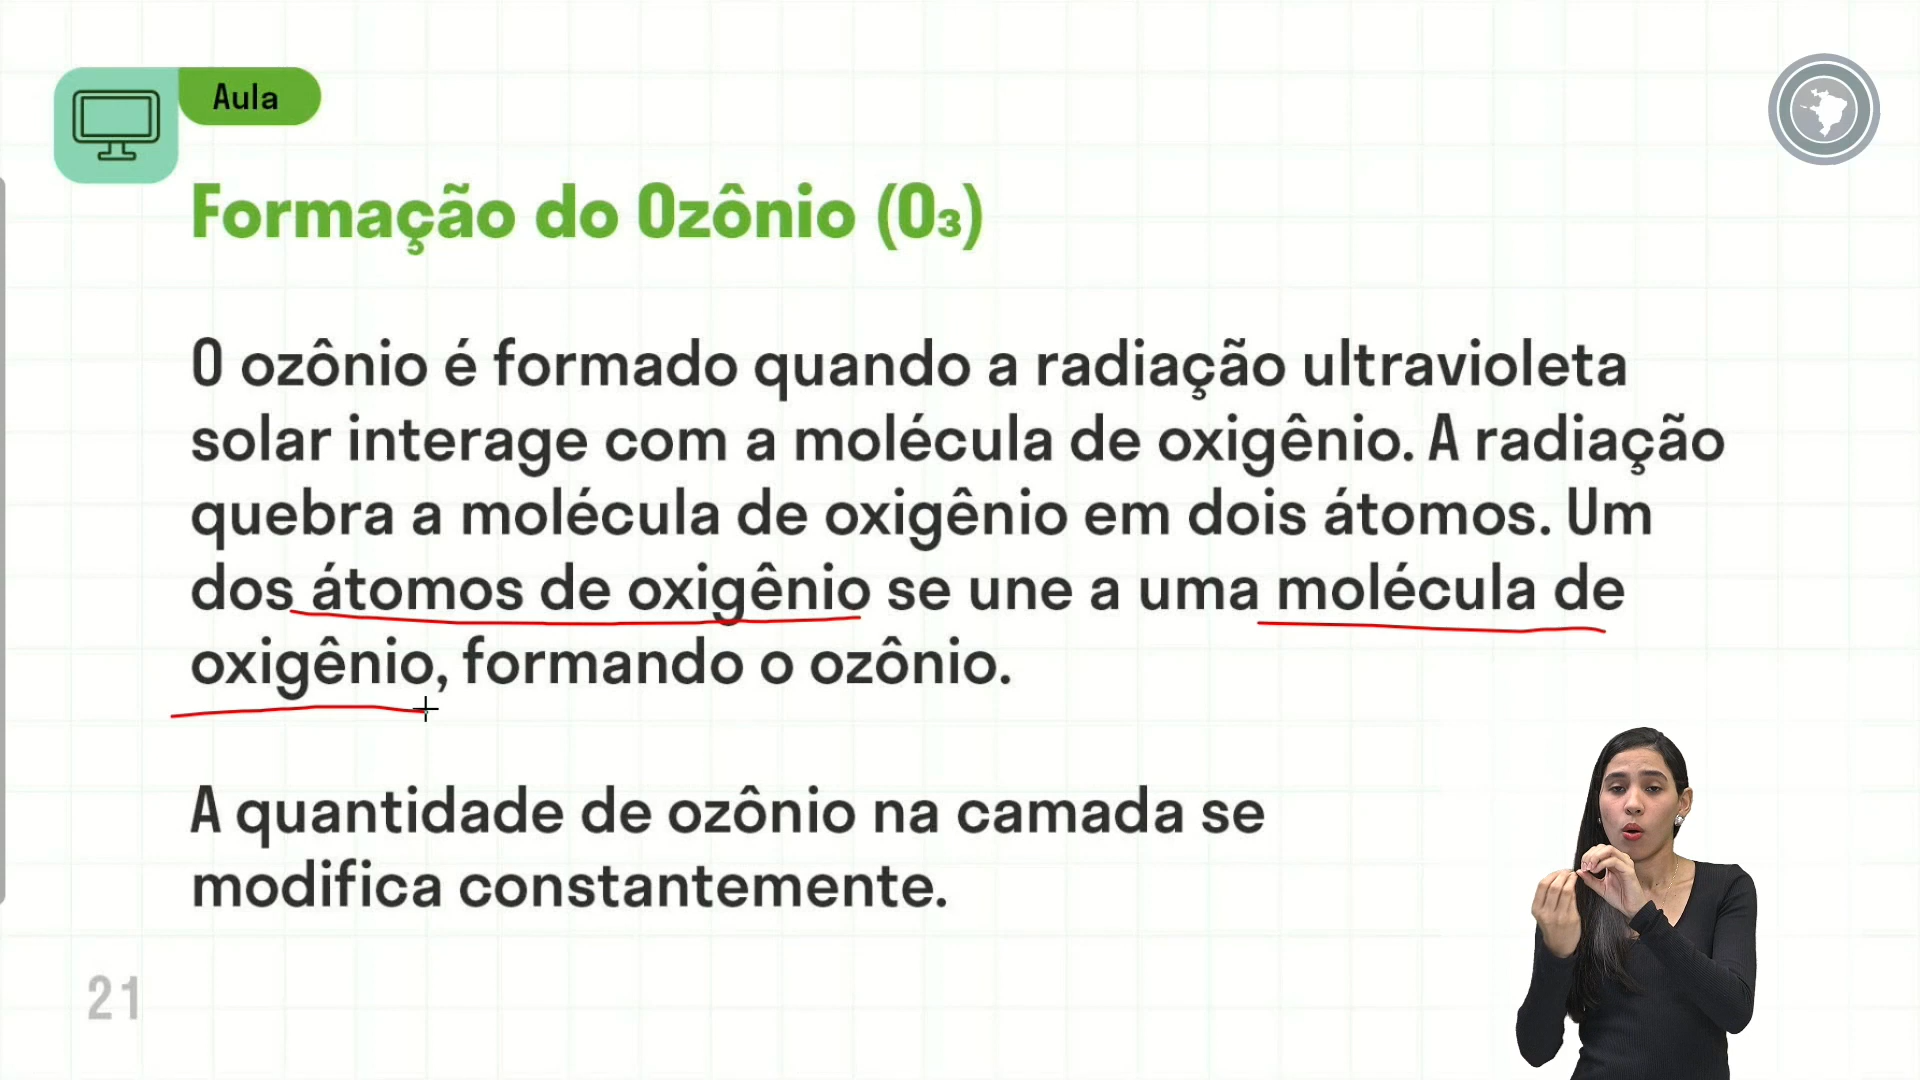 Aula
Formação do Ozônio (O₃)
O ozônio é formado quando a radiação ultravioleta
solar interage com a molécula de oxigênio. A radiação
quebra a molécula de oxigênio em dois átomos. Um
dos átomos de oxigênio se une a uma molécula de
oxigênio, formando o ozônio.
A quantidade de ozônio na camada se
modifica constantemente.
21